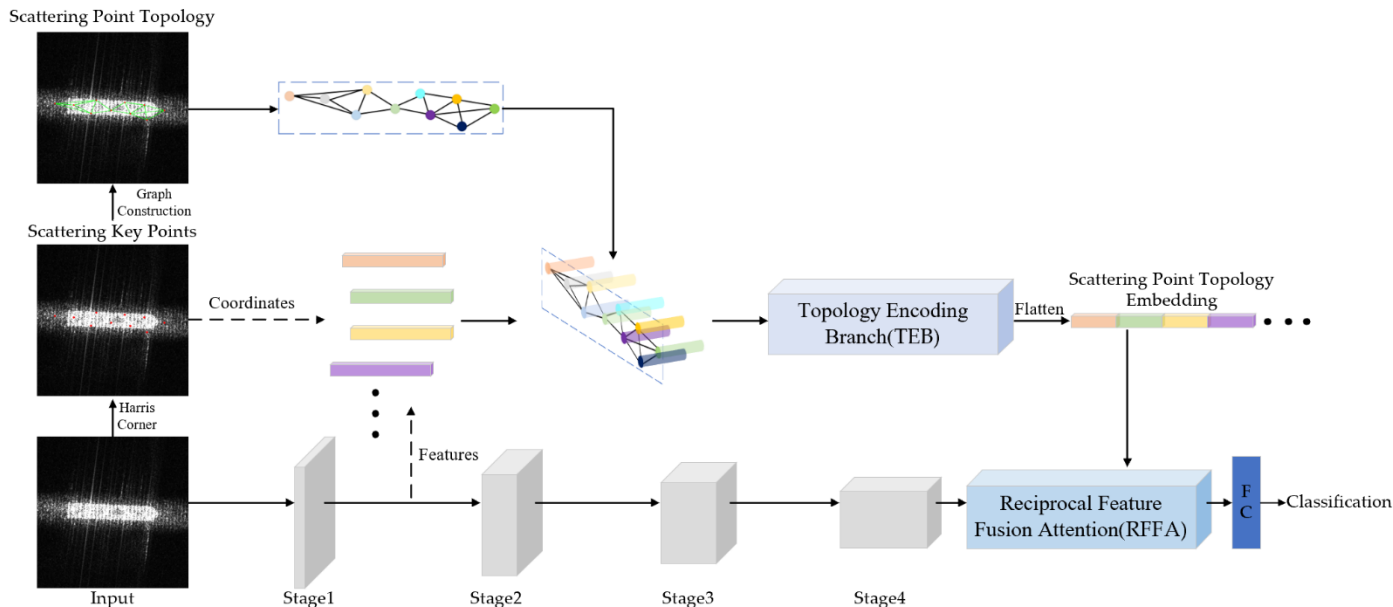 Scattering Point Topology
Graph
Construction
Scattering Key Points
Coordinates
Topology Encoding
Branch(TEB)
Flatten
Scattering Point Topology
Embedding
Harris
Corner
Features
Reciprocal Feature
Fusion Attention(RFFA)
F
C
Classification
Input
Stage1
Stage2
Stage3
Stage4